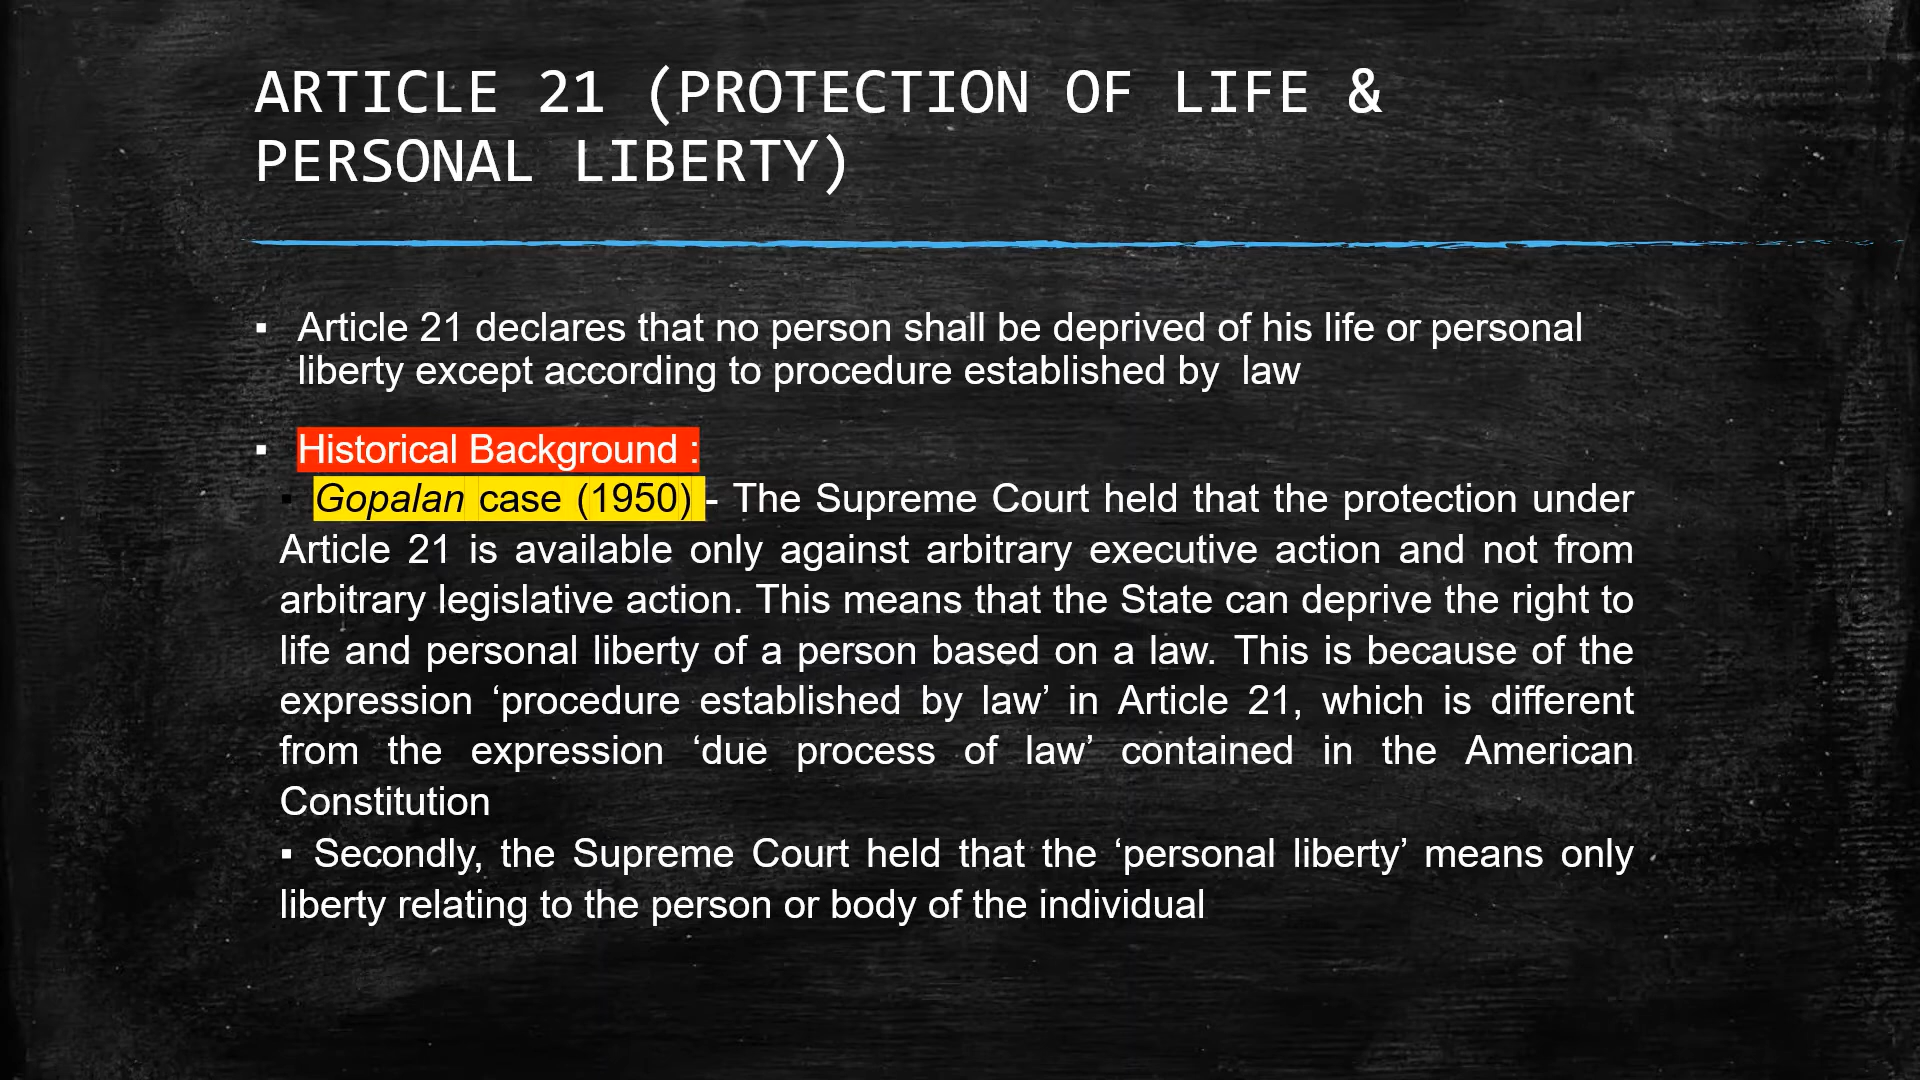 ARTICLE 21 (PROTECTION OF LIFE &
PERSONAL LIBERTY)
▪ Article 21 declares that no person shall be deprived of his life or personal
liberty except according to procedure established by  law
▪ Historical Background :
▪ Gopalan case (1950) - The Supreme Court held that the protection under
Article 21 is available only against arbitrary executive action and not from
arbitrary legislative action. This means that the State can deprive the right to
life and personal liberty of a person based on a law. This is because of the
expression ‘procedure established by law’ in Article 21, which is different
from the expression ‘due process of law’ contained in the American
Constitution
▪ Secondly, the Supreme Court held that the ‘personal liberty’ means only
liberty relating to the person or body of the individual